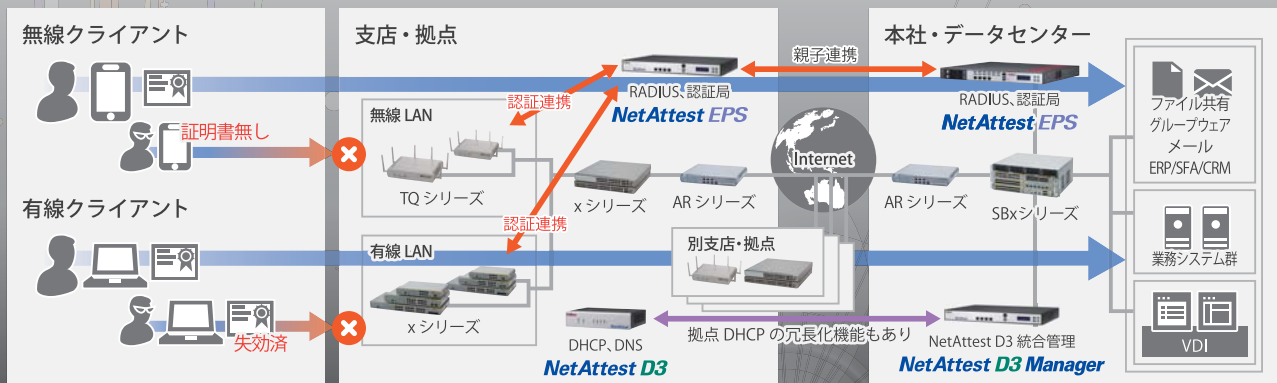 無線クライアント
証明書無し
有線クライアント
失効済
支店・拠点
RADIUS、認証局
NetAttest EPS
認証連携
無線 LAN
TQ シリーズ
x シリーズ
AR シリーズ
認証連携
有線 LAN
x シリーズ
別支店・拠点
DHCP、DNS
NetAttest D3
親子連携
Internet
拠点 DHCP の冗長化機能もあり
本社・データセンター
RADIUS、認証局
NetAttest EPS
AR シリーズ
SBxシリーズ
NetAttest D3 統合管理
NetAttest D3 Manager
ファイル共有
グループウェア
メール
ERP/SFA/CRM
業務システム群
VDI